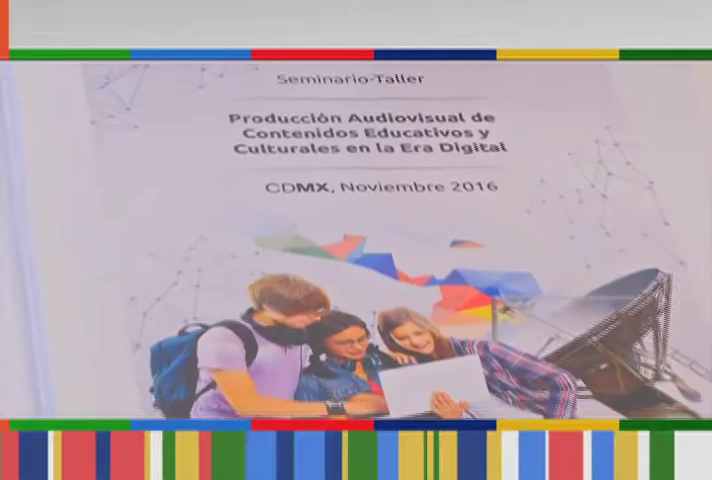 Seminario-Taller
Producción Audiovisual de
Contenidos Educativos y
Culturales en la Era Digital
CDMX, Noviembre 2016